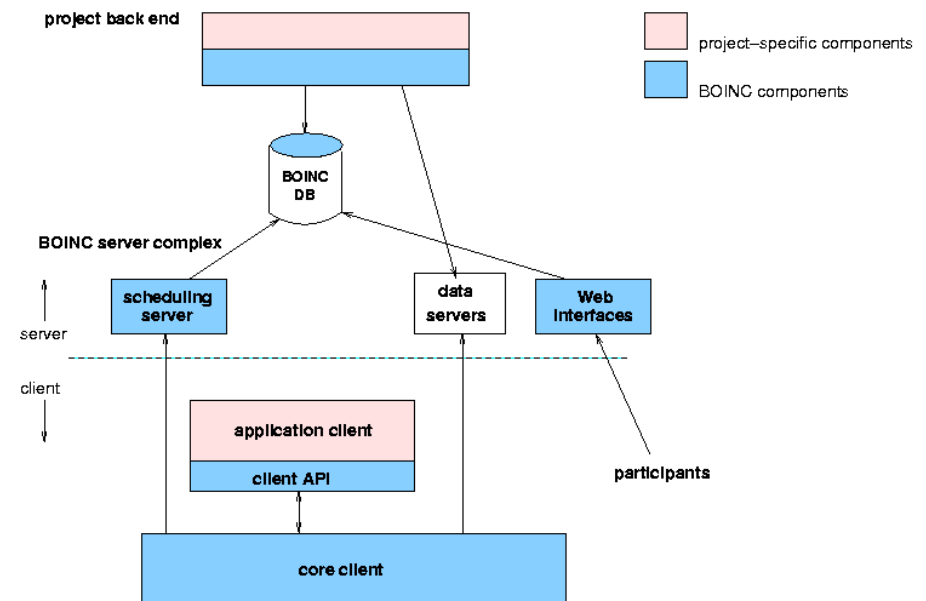 project back end
project–specific components
BOINC components
BOINC
DB
BOINC server complex
scheduling
server
data
servers
Web
Interfaces
server
client
application client
client API
participants
core client